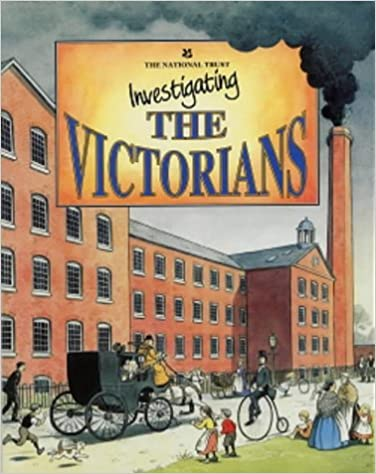 THE NATIONAL TRUST
Investigating
THE
VICTORIANS